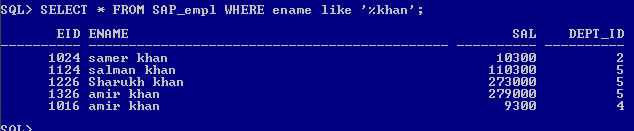 SQL> SELECT * FROM SAP_empl WHERE ename like '%khan';
EID ENAME SAL DEPT_ID
1024 samer khan 10300 2
1124 salman khan 110300 5
1226 Sharukh khan 273000 5
1326 amir khan 279000 5
1016 amir khan 9300 4
SQL>